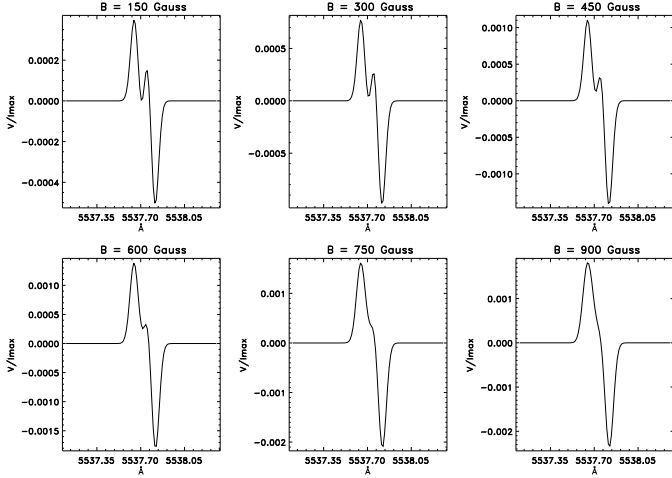 B = 150 Gauss
B = 300 Gauss
B = 450 Gauss
V/Imax
0.0002
0.0000
−0.0002
−0.0004
5537.35 5537.70 5538.05
Å
V/Imax
0.0005
0.0000
−0.0005
5537.35 5537.70 5538.05
Å
V/Imax
0.0010
0.0005
0.0000
−0.0005
−0.0010
5537.35 5537.70 5538.05
Å
B = 600 Gauss
B = 750 Gauss
B = 900 Gauss
V/Imax
0.0010
0.0005
0.0000
−0.0005
−0.0010
−0.0015
5537.35 5537.70 5538.05
Å
V/Imax
0.001
0.000
−0.001
−0.002
5537.35 5537.70 5538.05
Å
V/Imax
0.001
0.000
−0.001
−0.002
5537.35 5537.70 5538.05
Å